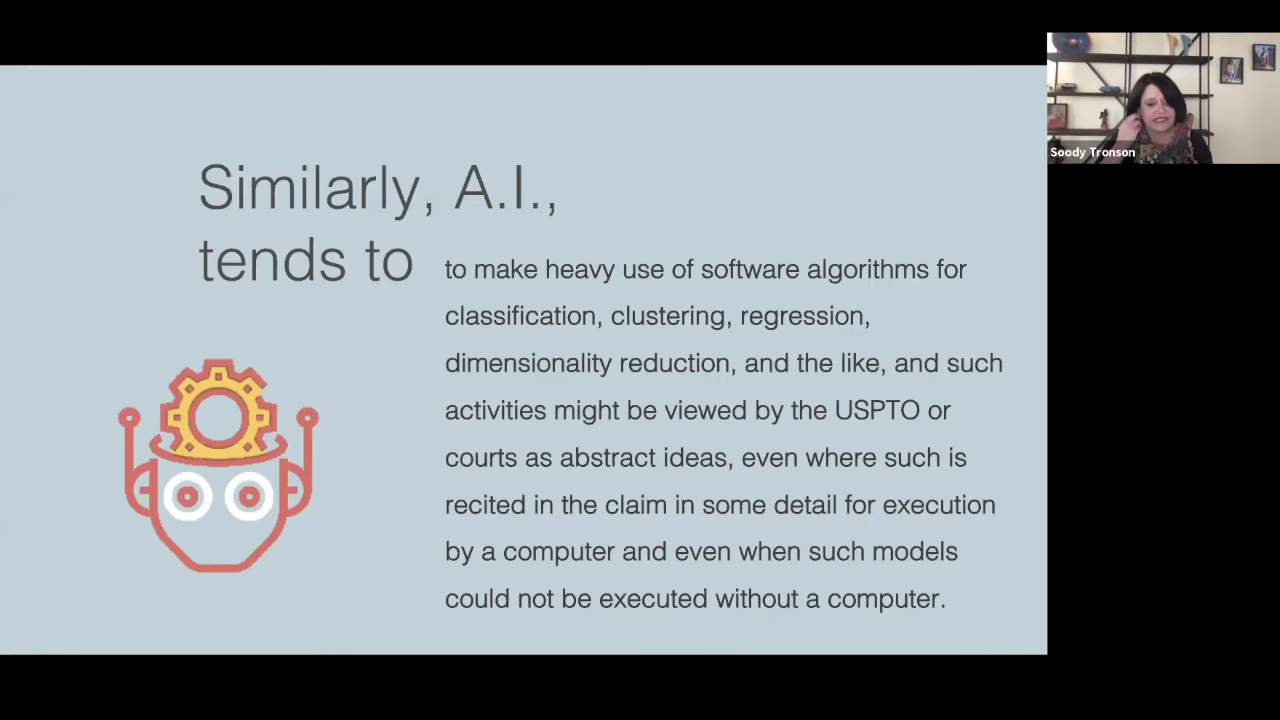 Similarly, A.I.,
tends to
to make heavy use of software algorithms for
classification, clustering, regression,
dimensionality reduction, and the like, and such
activities might be viewed by the USPTO or
courts as abstract ideas, even where such is
recited in the claim in some detail for execution
by a computer and even when such models
could not be executed without a computer.
Soody Tronson